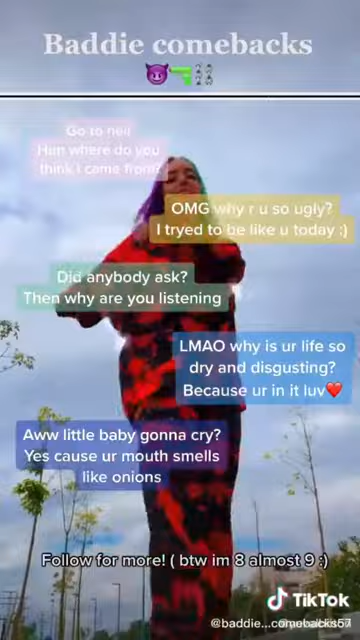 Baddie comebacks
😈🔫⛓️
Go to hell
Hun where do you
think I came from?
OMG why r u so ugly?
I tryed to be like u today :)
Did anybody ask?
Then why are you listening
LMAO why is ur life so
dry and disgusting?
Because ur in it luv❤️
Aww little baby gonna cry?
Yes cause ur mouth smells
like onions
Follow for more! ( btw im 8 almost 9 :)
TikTok